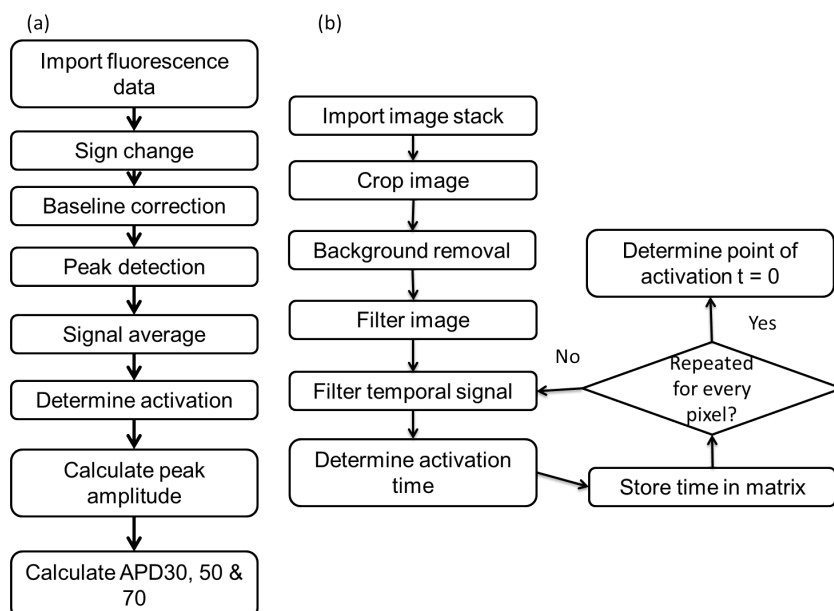 (a)
Import fluorescence
data
Sign change
Baseline correction
Peak detection
Signal average
Determine activation
Calculate peak
amplitude
Calculate APD30, 50 &
70
(b)
Import image stack
Crop image
Background removal
Filter image
Filter temporal signal
Determine activation
time
Store time in matrix
Repeated
for every
pixel?
No
Yes
Determine point of
activation t = 0